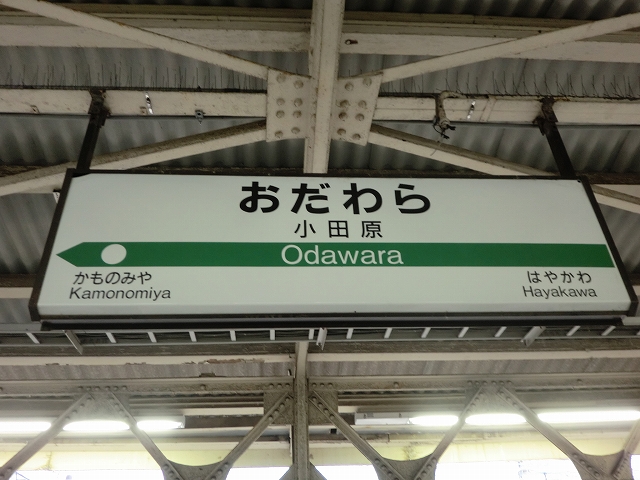 おだわら
小田原
Odawara
かものみや
Kamonomiya
はやかわ
Hayakawa